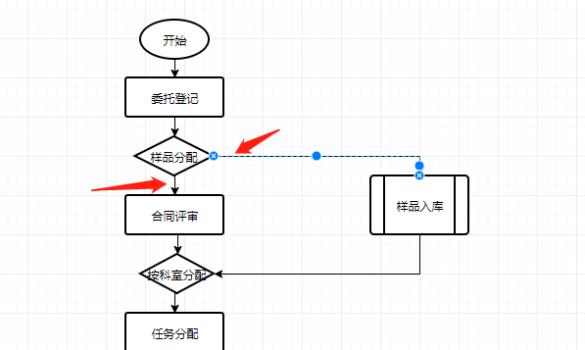 开始
委托登记
样品分配
合同评审
样品入库
按科室分配
任务分配